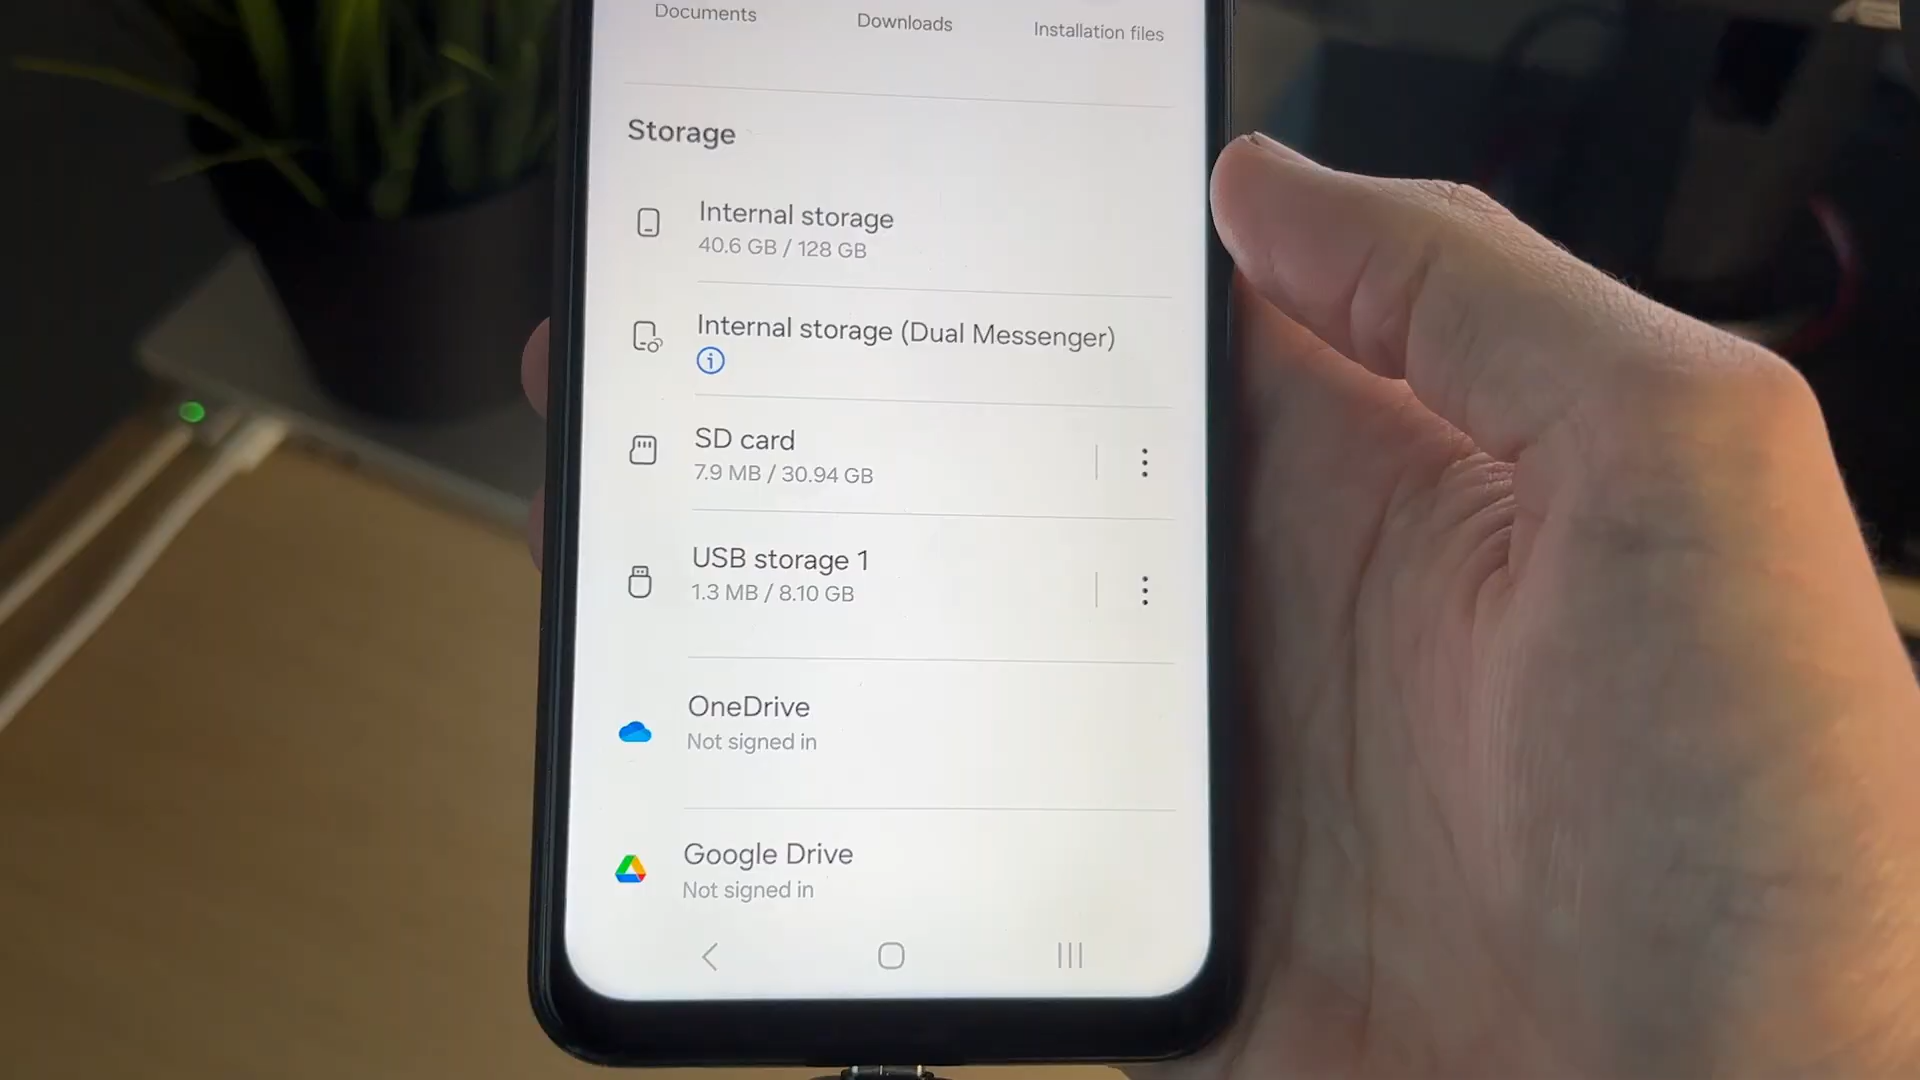 Documents
Downloads
Installation files
Storage
Internal storage
40.6 GB / 128 GB
Internal storage (Dual Messenger)
SD card
7.9 MB / 30.94 GB
USB storage 1
1.3 MB / 8.10 GB
OneDrive
Not signed in
Google Drive
Not signed in